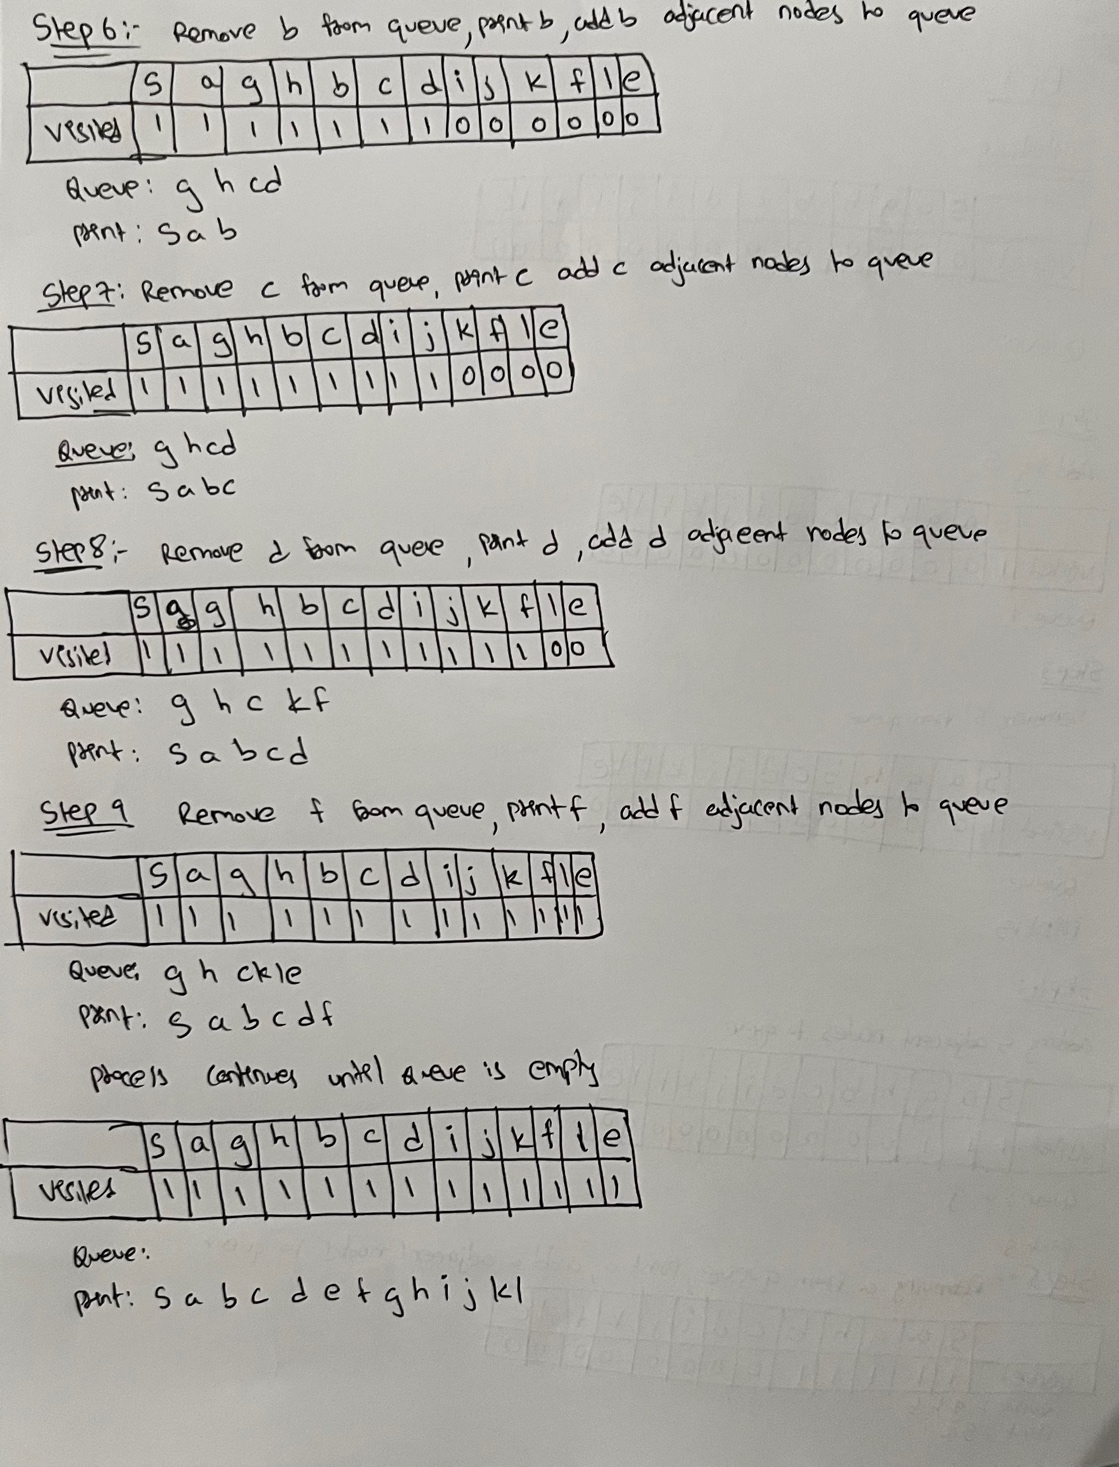 Step 6:- Remove b from queue, print b, add b adjacent nodes to queue
s a g h b c d i j k f l e
visited 1 1 1 1 1 1 1 0 0 0 0 0 0
Queue: g h c d
print: s a b
Step 7: Remove c from queue, print c add c adjacent nodes to queue
s a g h b c d i j k f l e
visited 1 1 1 1 1 1 1 1 1 0 0 0 0
Queue: g h c d
print: s a b c
Step 8:- Remove d from queue, print d, add d adjacent nodes to queue
s a g h b c d i j k f l e
visited 1 1 1 1 1 1 1 1 1 1 1 0 0
Queue: g h c k f
print: s a b c d
Step 9 Remove f from queue, print f, add f adjacent nodes to queue
s a g h b c d i j k f l e
visited 1 1 1 1 1 1 1 1 1 1 1 1 1
Queue: g h c k l e
print: s a b c d f
process continues until queue is empty
s a g h b c d i j k f l e
visited 1 1 1 1 1 1 1 1 1 1 1 1 1
Queue:
print: s a b c d e f g h i j k l